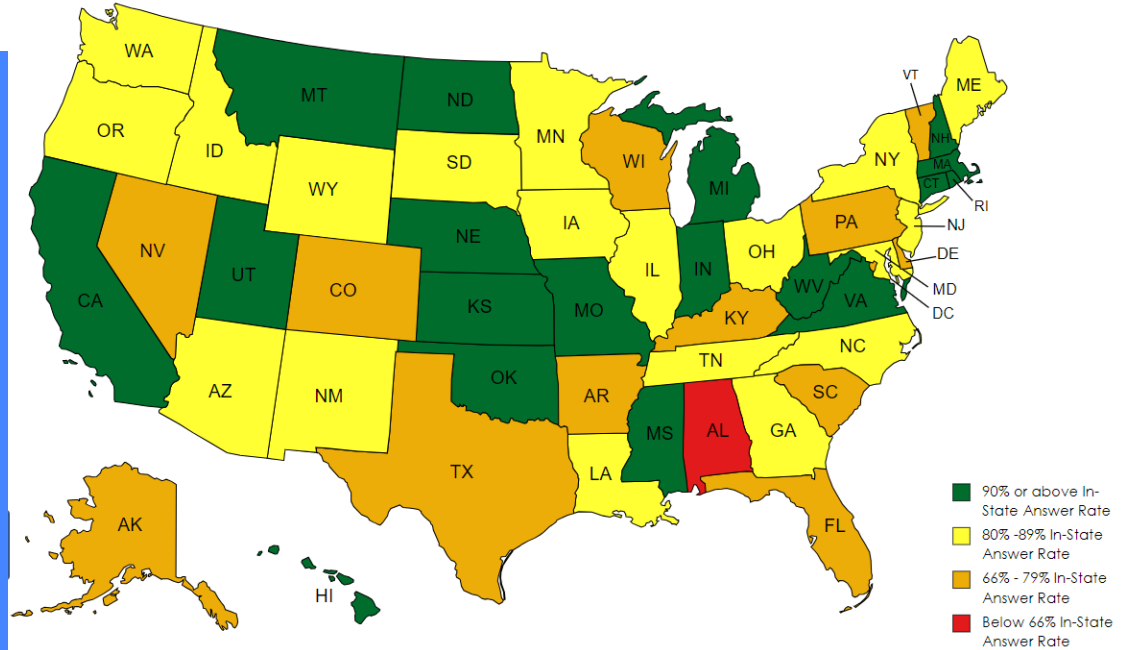 WA
MT
ND
MN
OR
ID
WY
SD
WI
MI
VT
ME
NH
NY
MA
CT
RI
NV
UT
CO
NE
IA
IL
IN
OH
PA
NJ
DE
MD
DC
CA
KS
MO
KY
WV
VA
AZ
NM
OK
AR
TN
NC
SC
TX
LA
MS
AL
GA
FL
AK
HI
90% or above In-
State Answer Rate
80% -89% In-State
Answer Rate
66% - 79% In-State
Answer Rate
Below 66% In-State
Answer Rate